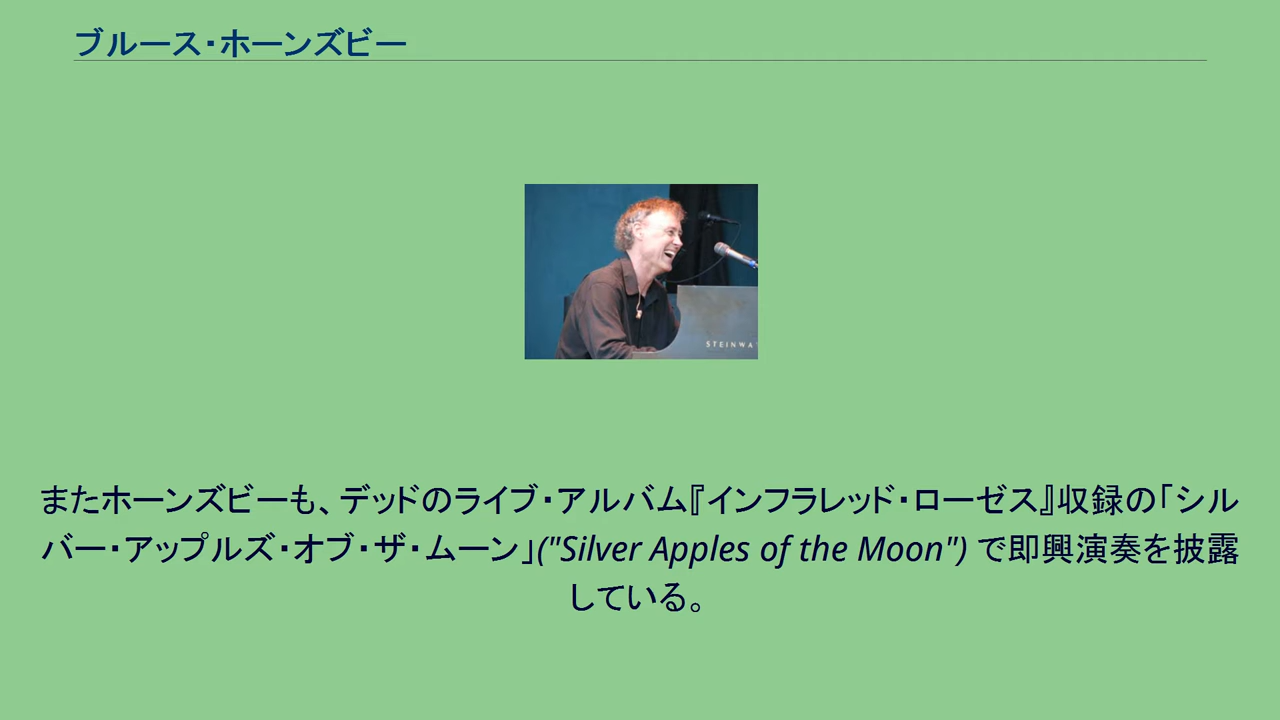 ブルース・ホーンズビー
STEINWA
またホーンズビーも、デッドのライブ・アルバム『インフラレッド・ローゼス』収録の「シル
バー・アップルズ・オブ・ザ・ムーン」("Silver Apples of the Moon") で即興演奏を披露
している。